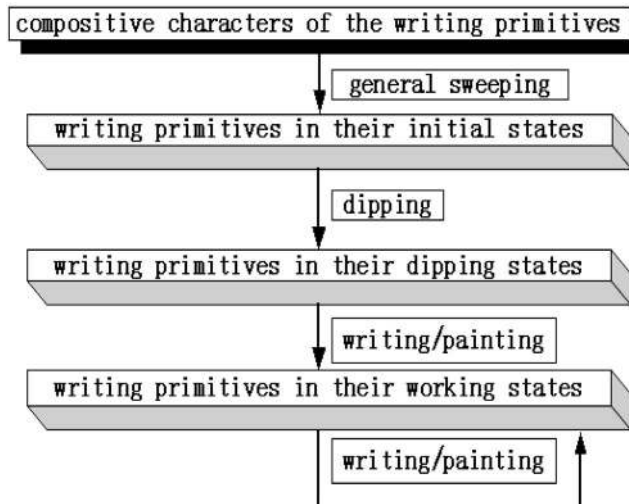 compositive characters of the writing primitives
general sweeping
writing primitives in their initial states
dipping
writing primitives in their dipping states
writing/painting
writing primitives in their working states
writing/painting